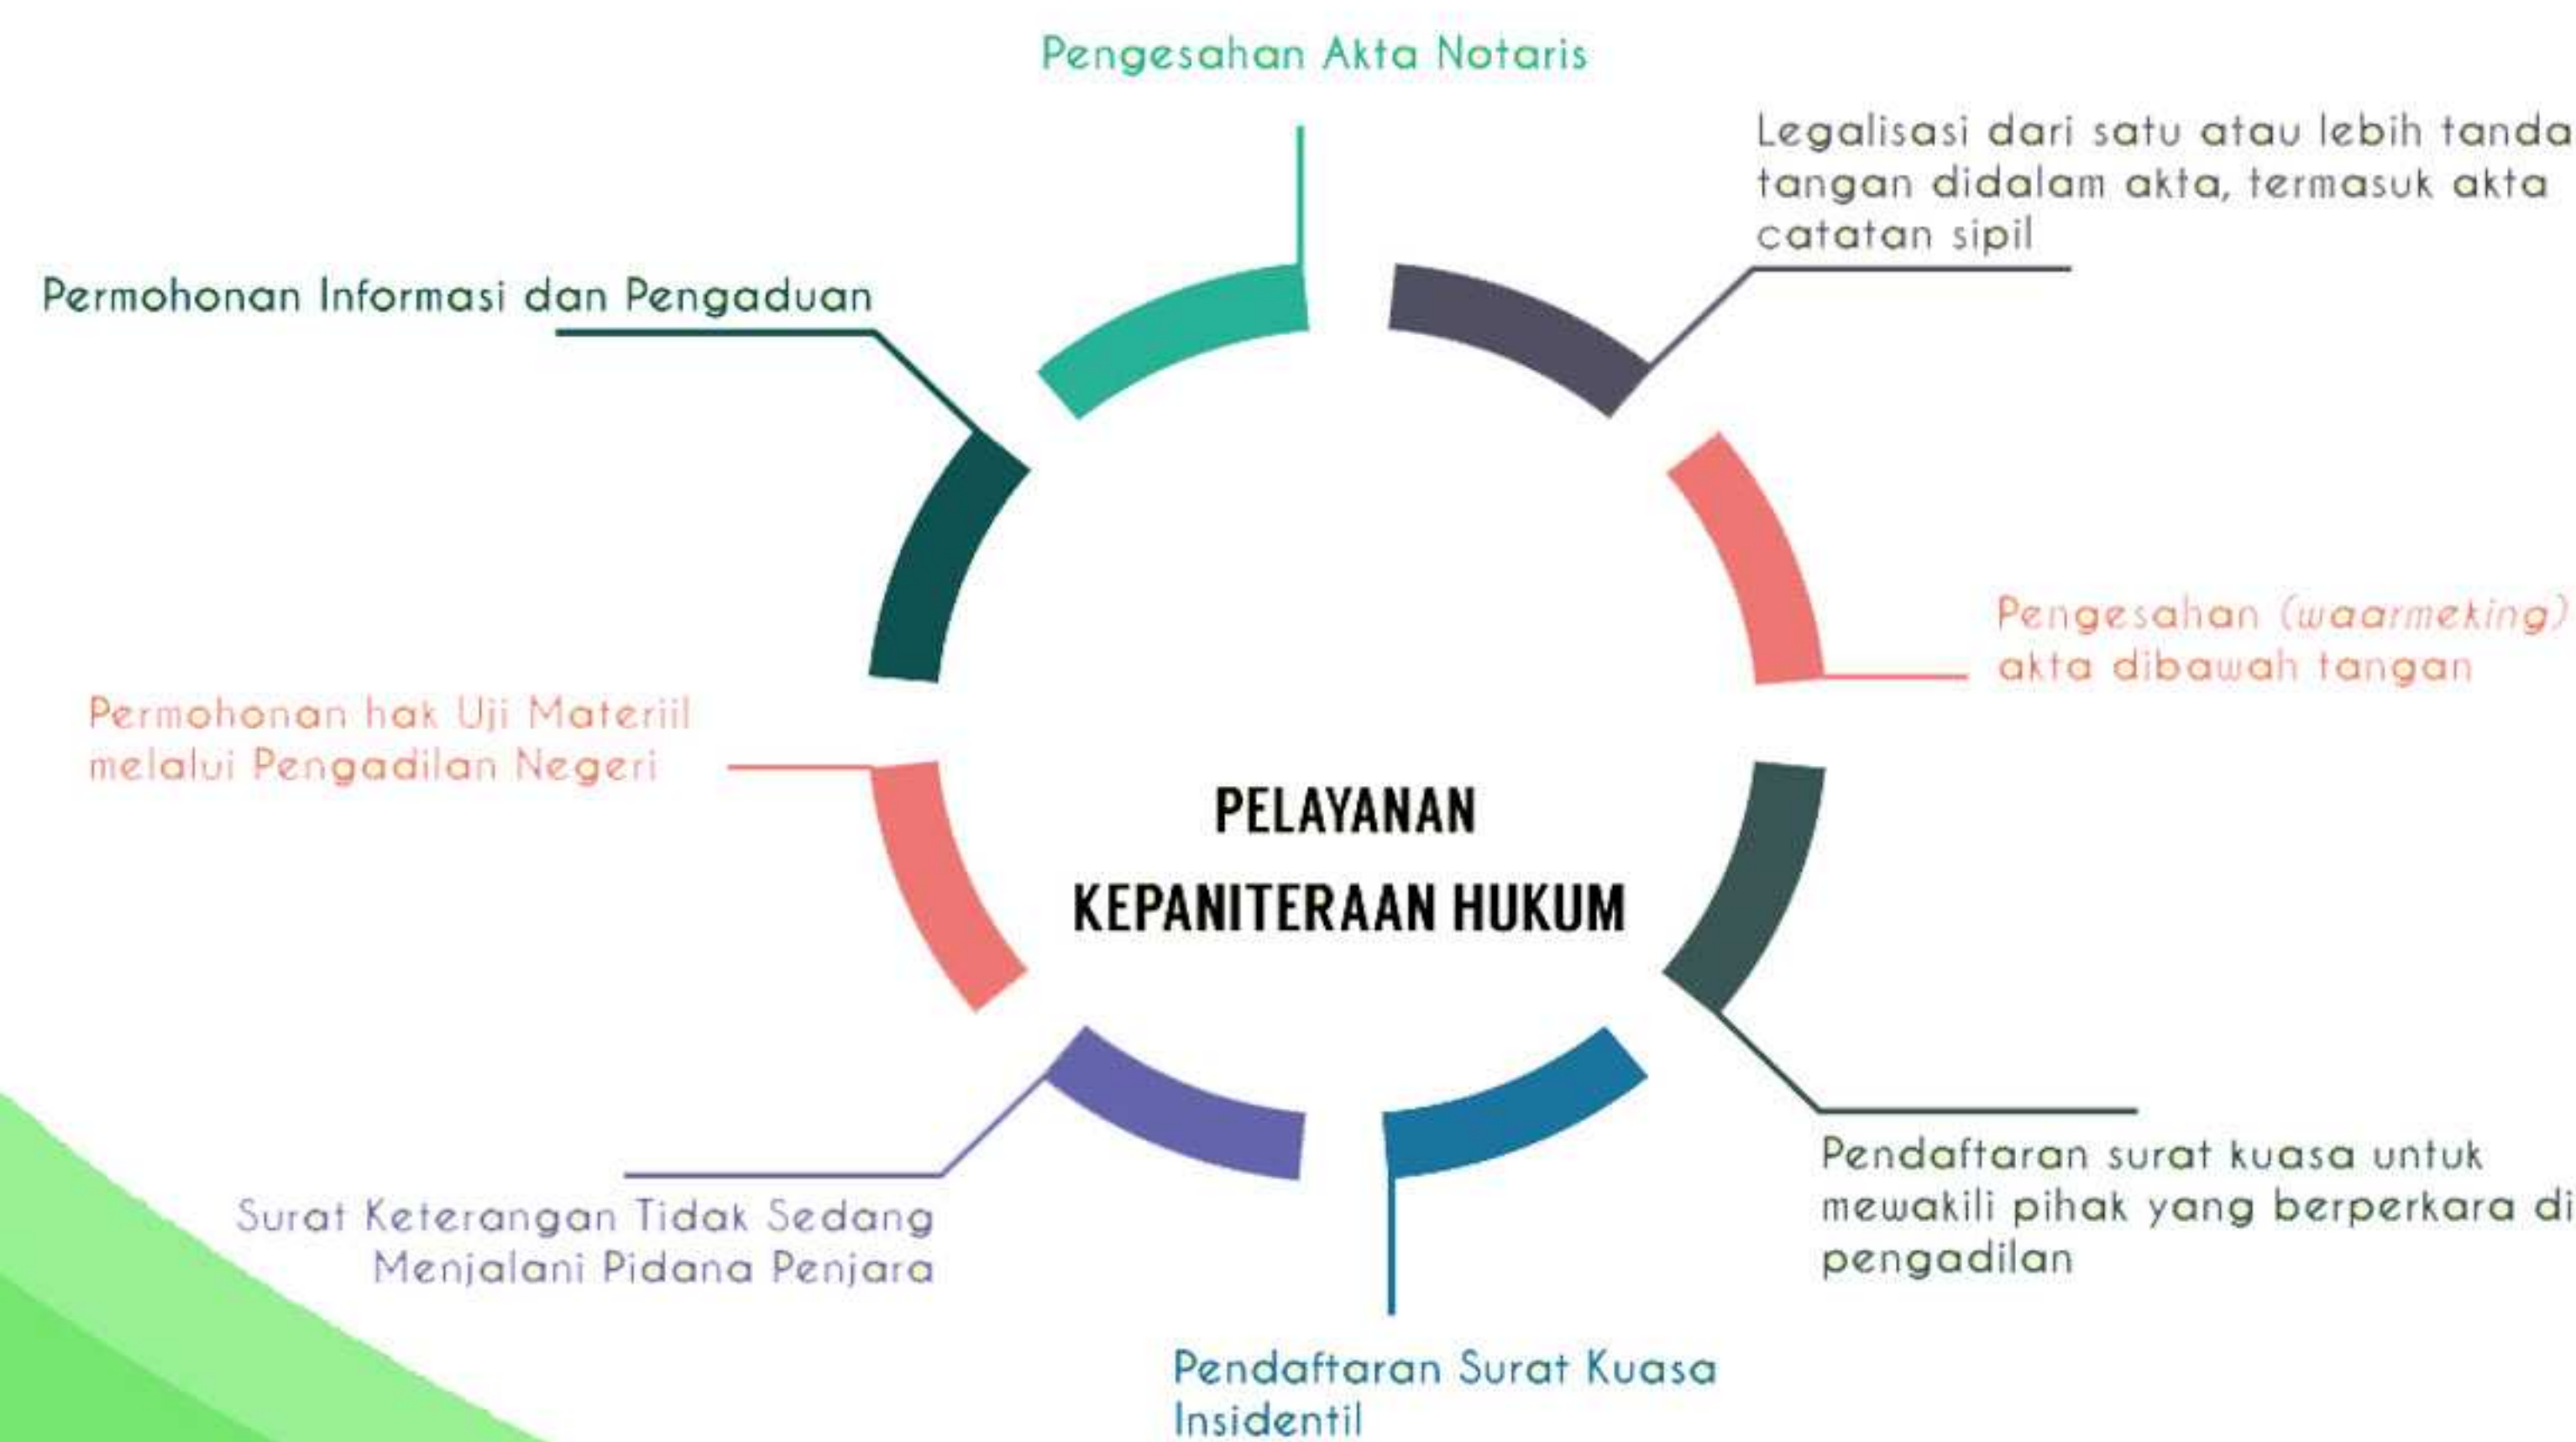 Pengesahan Akta Notaris
Legalisasi dari satu atau lebih tanda
tangan didalam akta, termasuk akta
catatan sipil
Permohonan Informasi dan Pengaduan
Pengesahan (waarmeking)
akta dibawah tangan
Permohonan hak Uji Materiil
melalui Pengadilan Negeri
PELAYANAN
KEPANITERAAN HUKUM
Pendaftaran surat kuasa untuk
mewakili pihak yang berperkara di
pengadilan
Surat Keterangan Tidak Sedang
Menjalani Pidana Penjara
Pendaftaran Surat Kuasa
Insidentil